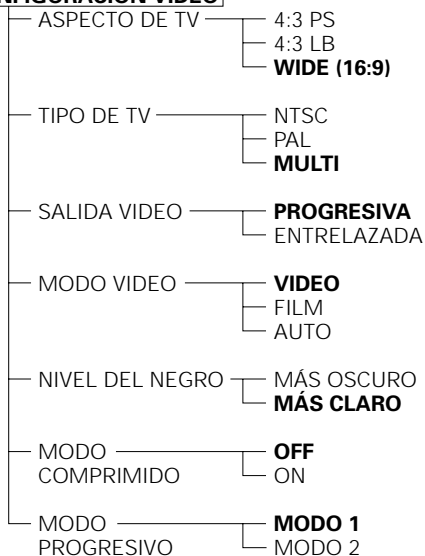 ASPECTO DE TV
4:3 PS
4:3 LB
WIDE (16:9)
TIPO DE TV
NTSC
PAL
MULTI
SALIDA VIDEO
PROGRESIVA
ENTRELAZADA
MODO VIDEO
VIDEO
FILM
AUTO
NIVEL DEL NEGRO
MÁS OSCURO
MÁS CLARO
MODO
COMPRIMIDO
OFF
ON
MODO
PROGRESIVO
MODO 1
MODO 2